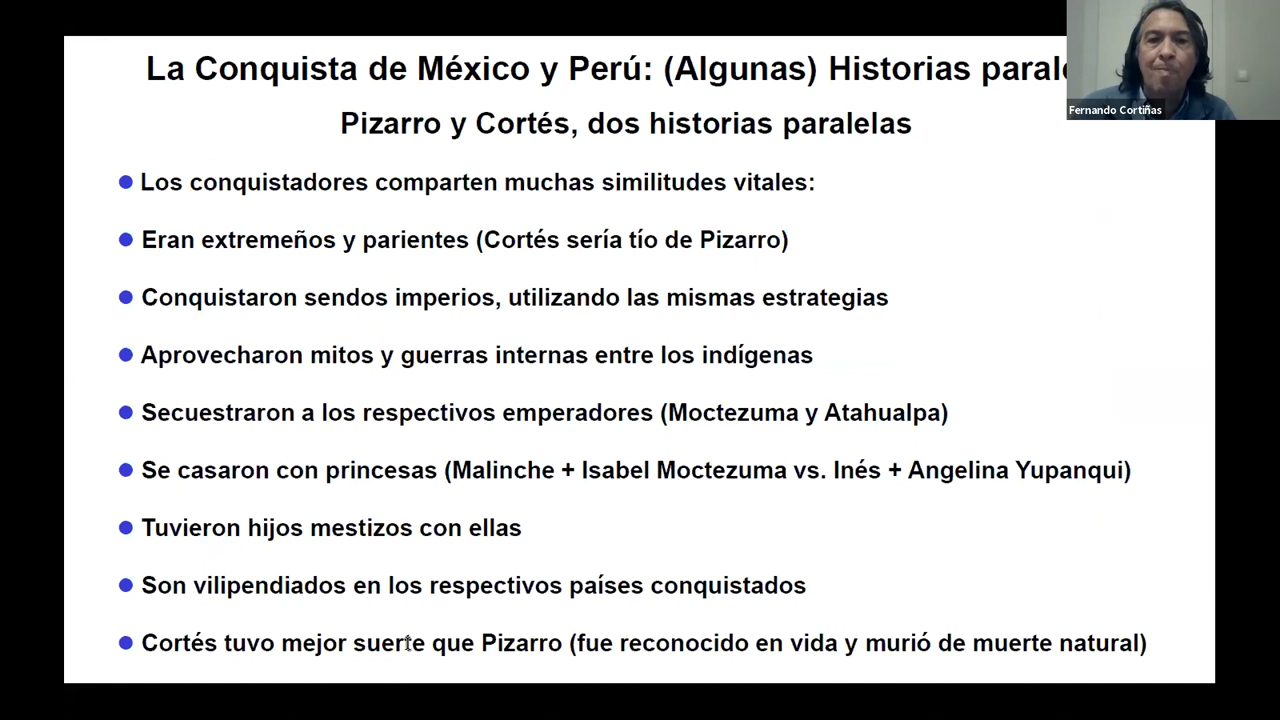 La Conquista de México y Perú: (Algunas) Historias
Fernando Cortiñas
Pizarro y Cortés, dos historias paralelas
Los conquistadores comparten muchas similitudes vitales:
Eran extremeños y parientes (Cortés sería tío de Pizarro)
Conquistaron sendos imperios, utilizando las mismas estrategias
Aprovecharon mitos y guerras internas entre los indígenas
Secuestraron a los respectivos emperadores (Moctezuma y Atahualpa)
Se casaron con princesas (Malinche + Isabel Moctezuma vs. Inés + Angelina Yupanqui)
Tuvieron hijos mestizos con ellas
Son vilipendiados en los respectivos países conquistados
Cortés tuvo mejor suerte que Pizarro (fue reconocido en vida y murió de muerte natural)